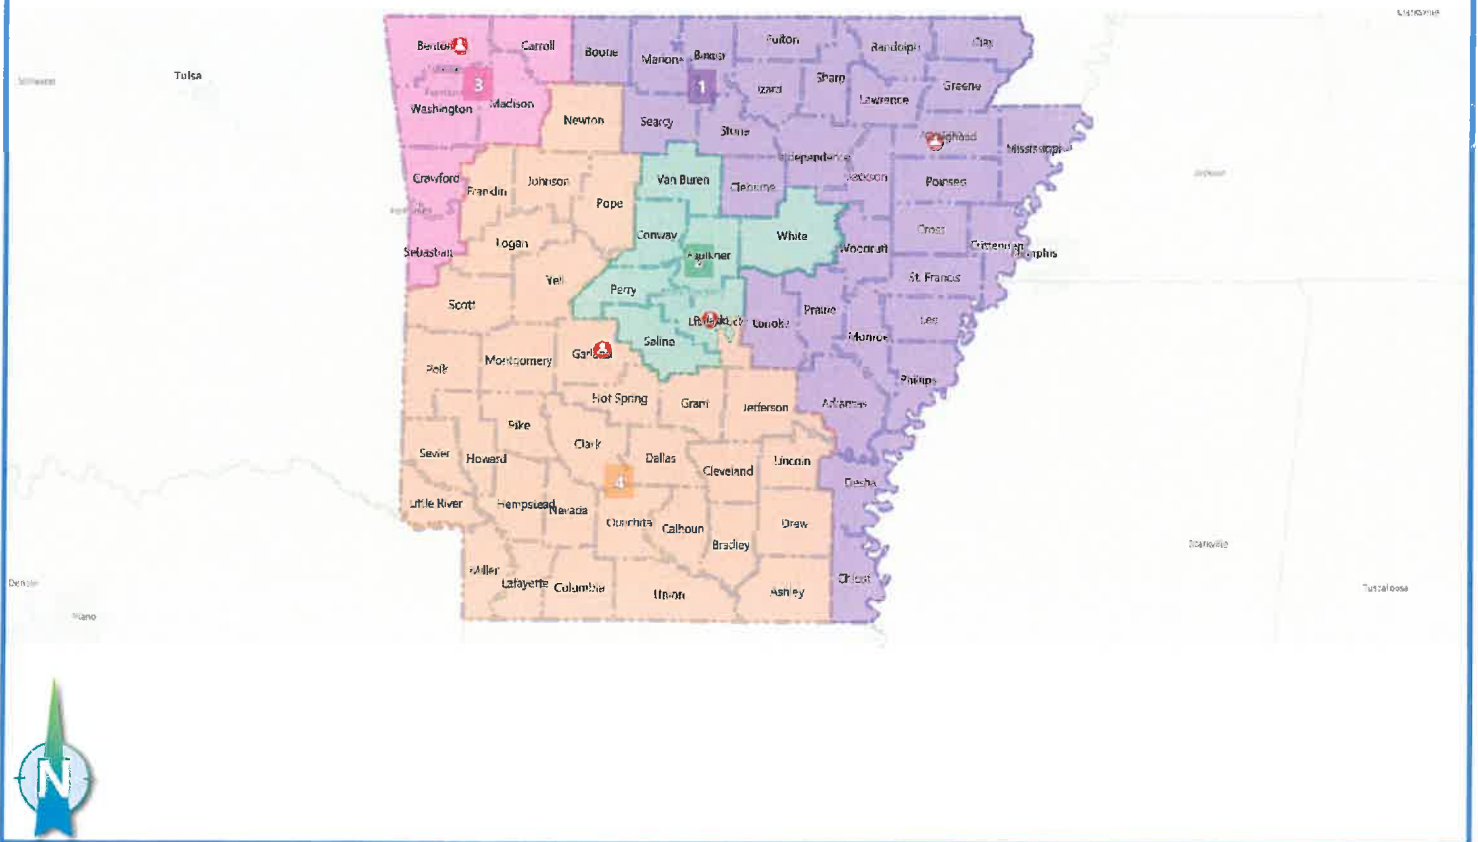 Clarksville
Fulton
Randolph
Clay
Benton
Carroll
Boone
Marion
Baxter
Tulsa
Sharp
3
1
Izard
Greene
Lawrence
Washington
Madison
Newton
Searcy
Stone
Craighead
Mississippi
Independence
Crawford
Franklin
Johnson
Van Buren
Cleburne
Jackson
Poinsett
Pope
Conway
White
Cross
Logan
Woodruff
Crittenden
Sebastian
Faulkner
St. Francis
Yell
Perry
Scott
Prairie
Lee
Lonoke
Monroe
Saline
Garland
Montgomery
Polk
Phillips
Hot Spring
Grant
Jefferson
Arkansas
Pike
Clark
Sevier
Howard
Dallas
Lincoln
Cleveland
4
Desha
Little River
Hempstead
Nevada
Ouachita
Calhoun
Drew
Bradley
Starkville
Miller
Lafayette
Columbia
Union
Ashley
Chicot
Tuscaloosa
Plano
N